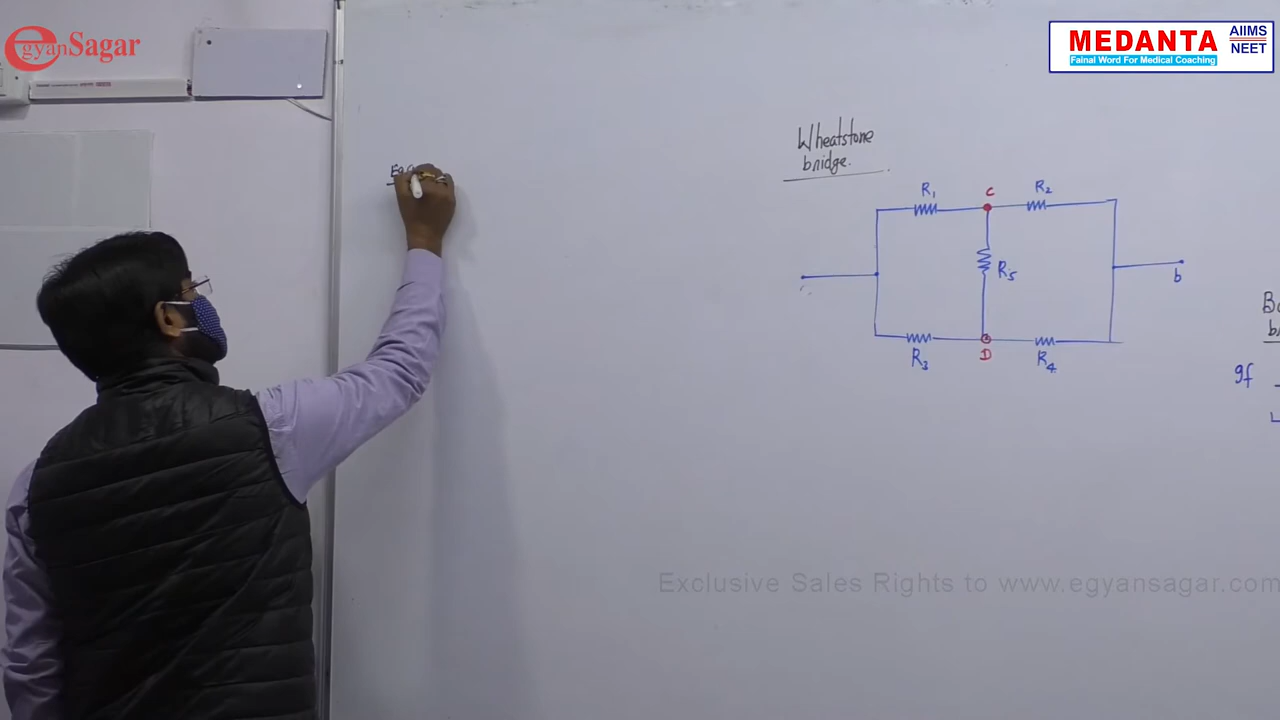 egyanSagar
MEDANTA
Fainal Word For Medical Coaching
AIIMS
NEET
Wheatstone
bridge.
R1
C
R2
R5
b
R3
D
R4
gf
Exclusive Sales Rights to www.egyansagar.com